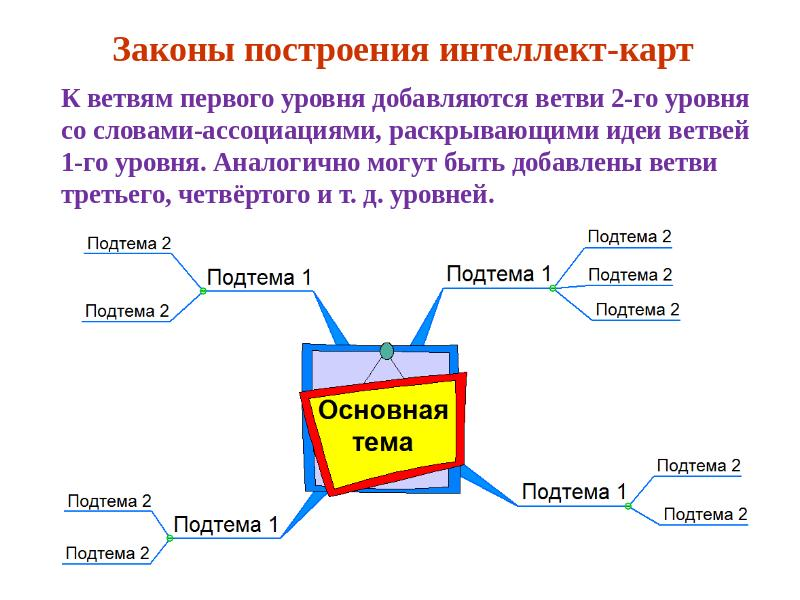 Законы построения интеллект-карт
К ветвям первого уровня добавляются ветви 2-го уровня
со словами-ассоциациями, раскрывающими идеи ветвей
1-го уровня. Аналогично могут быть добавлены ветви
третьего, четвёртого и т. д. уровней.
Подтема 2
Подтема 1
Подтема 2
Подтема 2
Подтема 1
Подтема 2
Подтема 2
Основная
тема
Подтема 2
Подтема 1
Подтема 2
Подтема 2
Подтема 1
Подтема 2